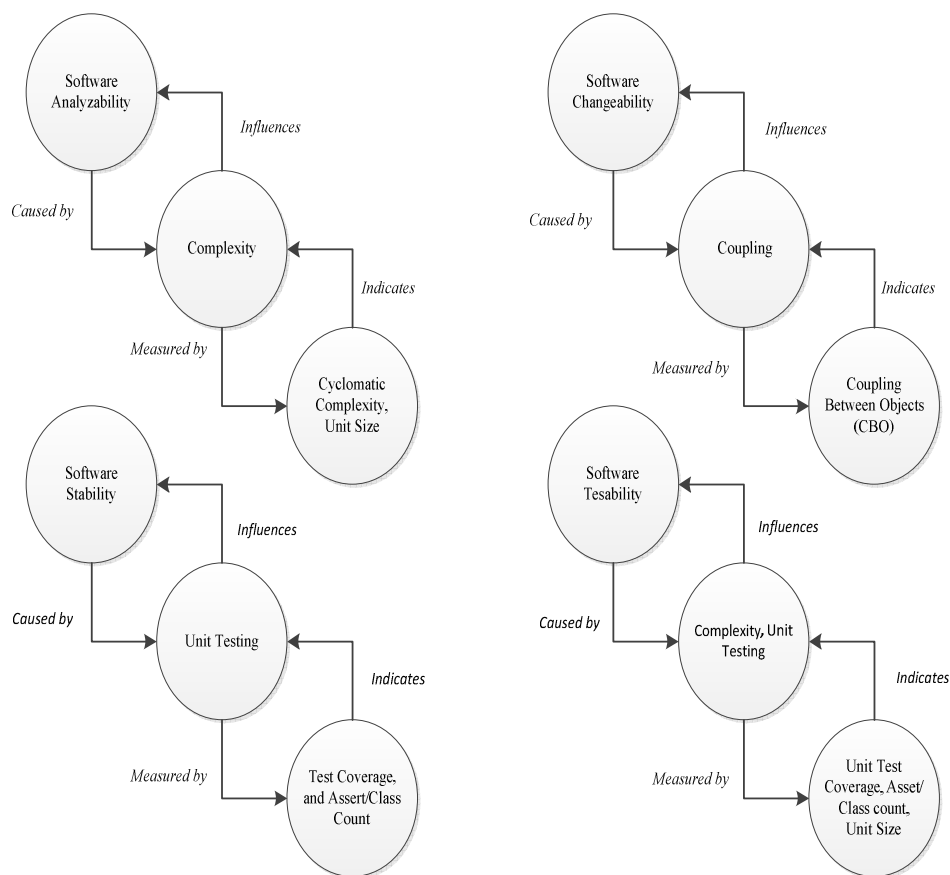 Software
Analyzability
Influences
Caused by
Complexity
Indicates
Measured by
Cyclomatic
Complexity,
Unit Size
Software
Changeability
Influences
Caused by
Coupling
Indicates
Measured by
Coupling
Between Objects
(CBO)
Software
Stability
Influences
Caused by
Unit Testing
Indicates
Measured by
Test Coverage,
and Assert/Class
Count
Software
Tesability
Influences
Caused by
Complexity, Unit
Testing
Indicates
Measured by
Unit Test
Coverage, Asset/
Class count,
Unit Size